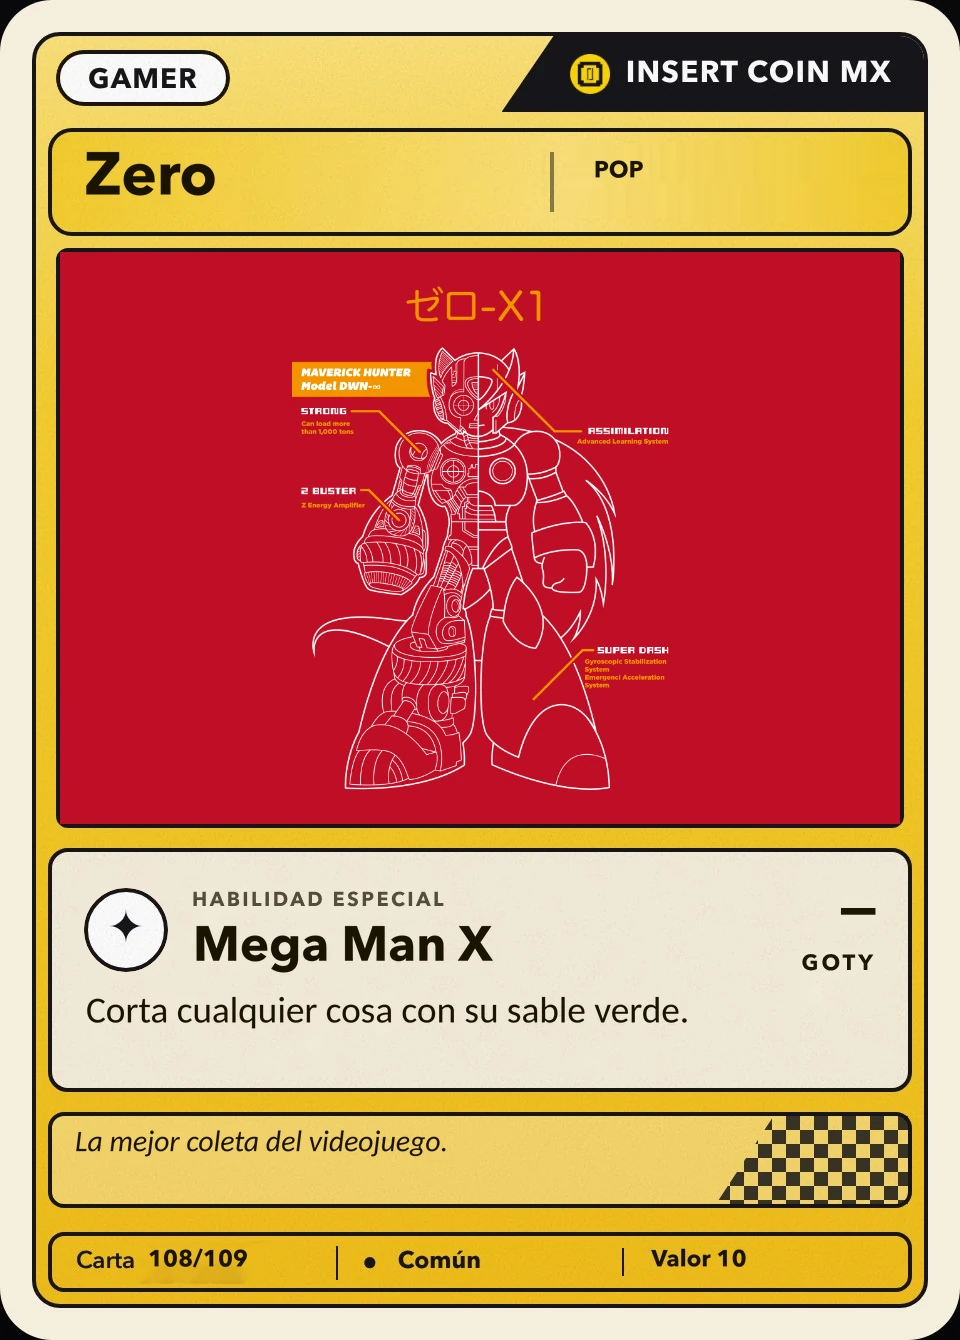 GAMER
INSERT COIN MX
Zero
POP
ゼロ-X1
MAVERICK HUNTER
Model DWN-∞
STRONG
Can load more
than 1,000 tons
ASSIMILATION
Advanced Learning System
Z BUSTER
Z Energy Amplifier
SUPER DASH
Gyroscopic Stabilization
System
Emergenci Acceleration
System
HABILIDAD ESPECIAL
Mega Man X
—
GOTY
Corta cualquier cosa con su sable verde.
La mejor coleta del videojuego.
Carta 108/109
● Común
Valor 10